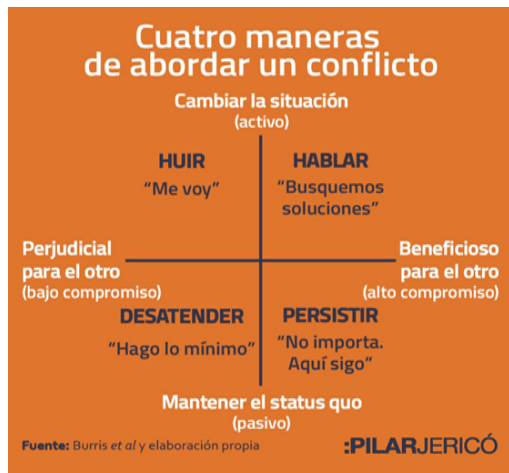 Cuatro maneras
de abordar un conflicto
Cambiar la situación
(activo)
HUIR
“Me voy”
HABLAR
“Busquemos
soluciones”
Perjudicial
para el otro
(bajo compromiso)
Beneficioso
para el otro
(alto compromiso)
DESATENDER
“Hago lo mínimo”
PERSISTIR
“No importa.
Aquí sigo”
Mantener el status quo
(pasivo)
Fuente: Burris et al y elaboración propia
:PILARJERICÓ